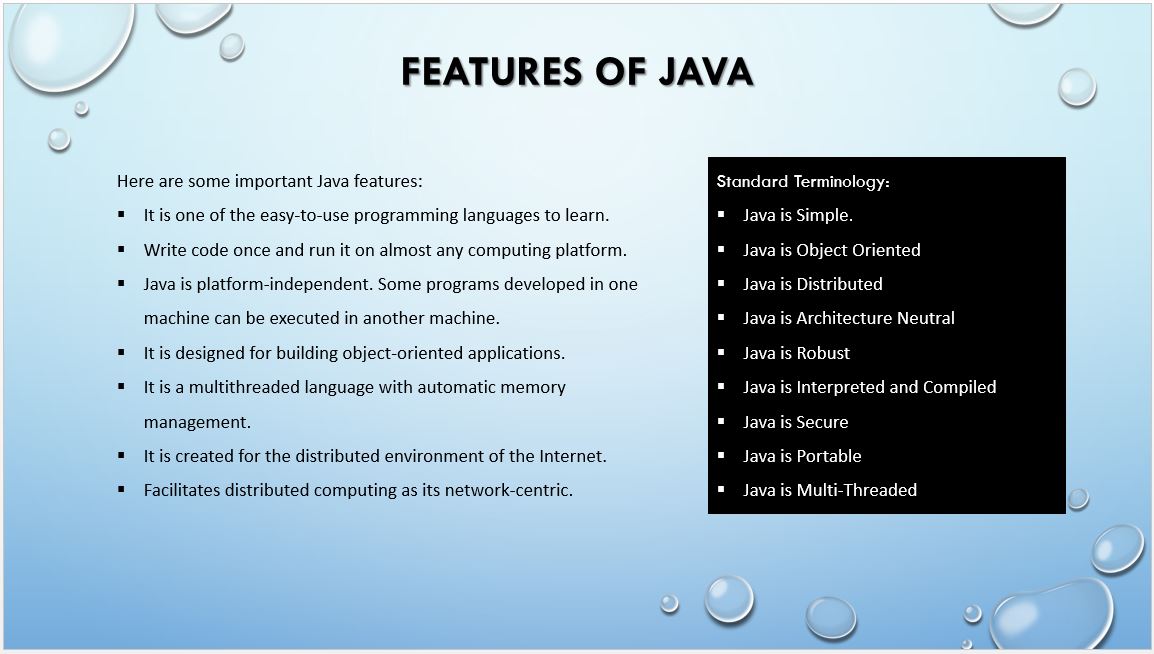 FEATURES OF JAVA
Here are some important Java features:
▪ It is one of the easy-to-use programming languages to learn.
▪ Write code once and run it on almost any computing platform.
▪ Java is platform-independent. Some programs developed in one
machine can be executed in another machine.
▪ It is designed for building object-oriented applications.
▪ It is a multithreaded language with automatic memory
management.
▪ It is created for the distributed environment of the Internet.
▪ Facilitates distributed computing as its network-centric.
Standard Terminology:
▪ Java is Simple.
▪ Java is Object Oriented
▪ Java is Distributed
▪ Java is Architecture Neutral
▪ Java is Robust
▪ Java is Interpreted and Compiled
▪ Java is Secure
▪ Java is Portable
▪ Java is Multi-Threaded